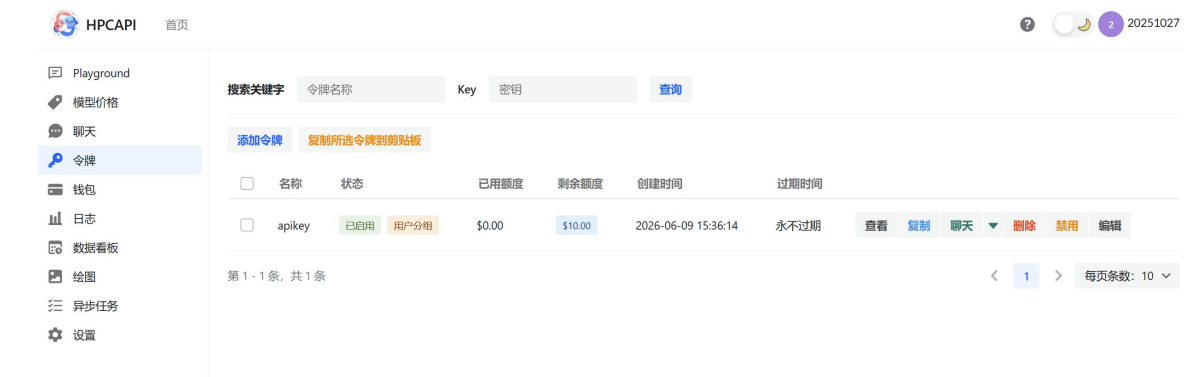 HPCAPI 首页 2 20251027
Playground
模型价格
聊天
令牌
钱包
日志
数据看板
绘图
异步任务
设置
搜索关键字 令牌名称 Key 密钥 查询
添加令牌 复制所选令牌到剪贴板
名称 状态 已用额度 剩余额度 创建时间 过期时间
apikey 已启用 用户分组 $0.00 $10.00 2026-06-09 15:36:14 永不过期 查看 复制 聊天 删除 禁用 编辑
第 1 - 1 条, 共 1 条 1 每页条数: 10